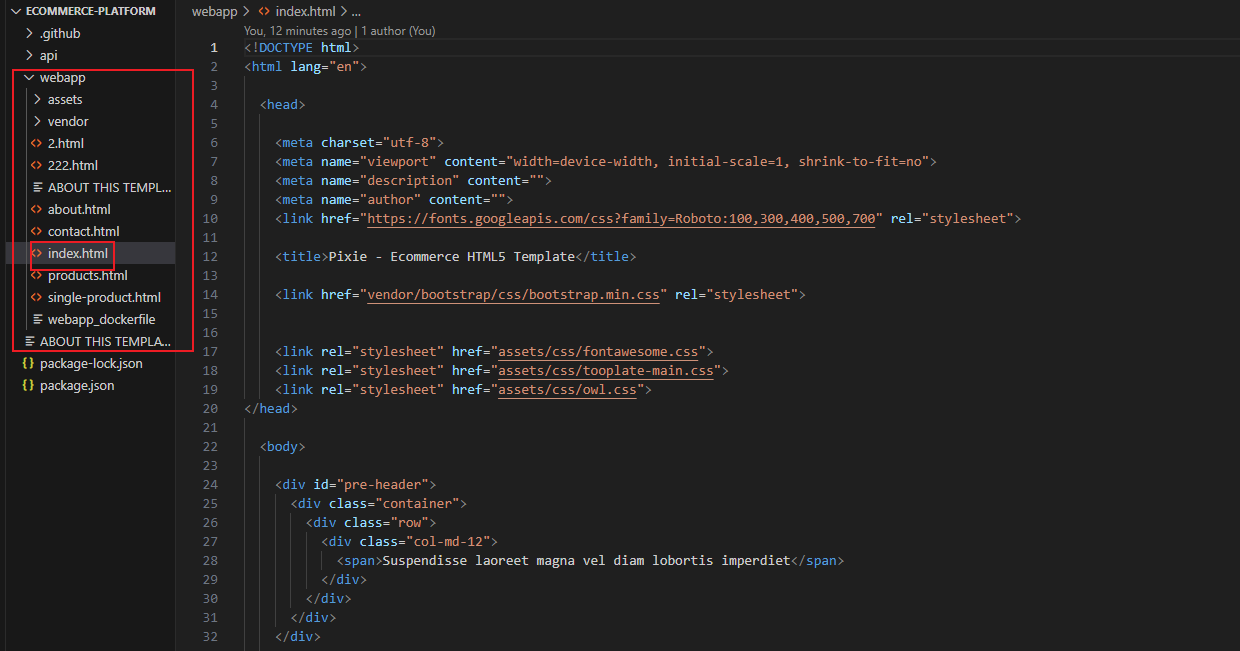 ECOMMERCE-PLATFORM
.github
api
webapp
assets
vendor
2.html
222.html
ABOUT THIS TEMPL...
about.html
contact.html
index.html
products.html
single-product.html
webapp_dockerfile
ABOUT THIS TEMPLA...
package-lock.json
package.json
webapp > <> index.html > ...
You, 12 minutes ago | 1 author (You)
1 <!DOCTYPE html>
2 <html lang="en">
3
4 <head>
5
6 <meta charset="utf-8">
7 <meta name="viewport" content="width=device-width, initial-scale=1, shrink-to-fit=no">
8 <meta name="description" content="">
9 <meta name="author" content="">
10 <link href="https://fonts.googleapis.com/css?family=Roboto:100,300,400,500,700" rel="stylesheet">
11
12 <title>Pixie - Ecommerce HTML5 Template</title>
13
14 <link href="vendor/bootstrap/css/bootstrap.min.css" rel="stylesheet">
15
16
17 <link rel="stylesheet" href="assets/css/fontawesome.css">
18 <link rel="stylesheet" href="assets/css/tooplate-main.css">
19 <link rel="stylesheet" href="assets/css/owl.css">
20 </head>
21
22 <body>
23
24 <div id="pre-header">
25 <div class="container">
26 <div class="row">
27 <div class="col-md-12">
28 <span>Suspendisse laoreet magna vel diam lobortis imperdiet</span>
29 </div>
30 </div>
31 </div>
32 </div>